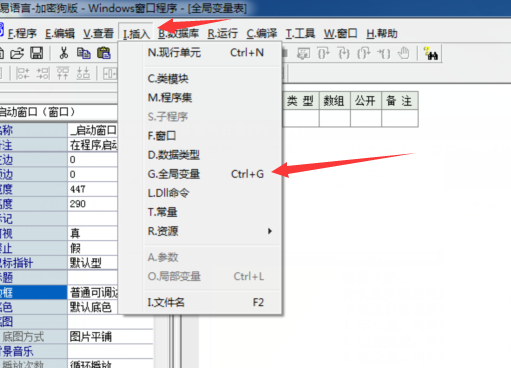 易语言-加密狗版 - Windows窗口程序 - [全局变量表]
F.程序 E.编辑 V.查看 I.插入 B.数据库 R.运行 C.编译 T.工具 W.窗口 H.帮助
N.现行单元 Ctrl+N
C.类模块
M.程序集
S.子程序
F.窗口
D.数据类型
G.全局变量 Ctrl+G
L.Dll命令
T.常量
R.资源
A.参数
O.局部变量 Ctrl+L
I.文件名 F2
类 型 数组 公开 备 注
启动窗口（窗口）
名称 _启动窗口
备注 在程序启动
左边 0
顶边 0
宽度 447
高度 290
标记
可视 真
禁止 假
鼠标指针 默认型
标题
边框 普通可调边
底色 默认底色
底图
底图方式 图片平铺
背景音乐
播放次数 循环播放